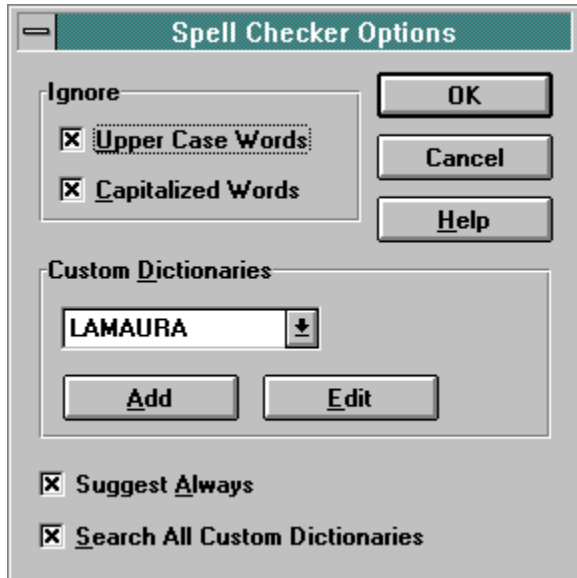 Spell Checker Options
Ignore
Upper Case Words
Capitalized Words
OK
Cancel
Help
Custom Dictionaries
LAMAURA
Add
Edit
Suggest Always
Search All Custom Dictionaries